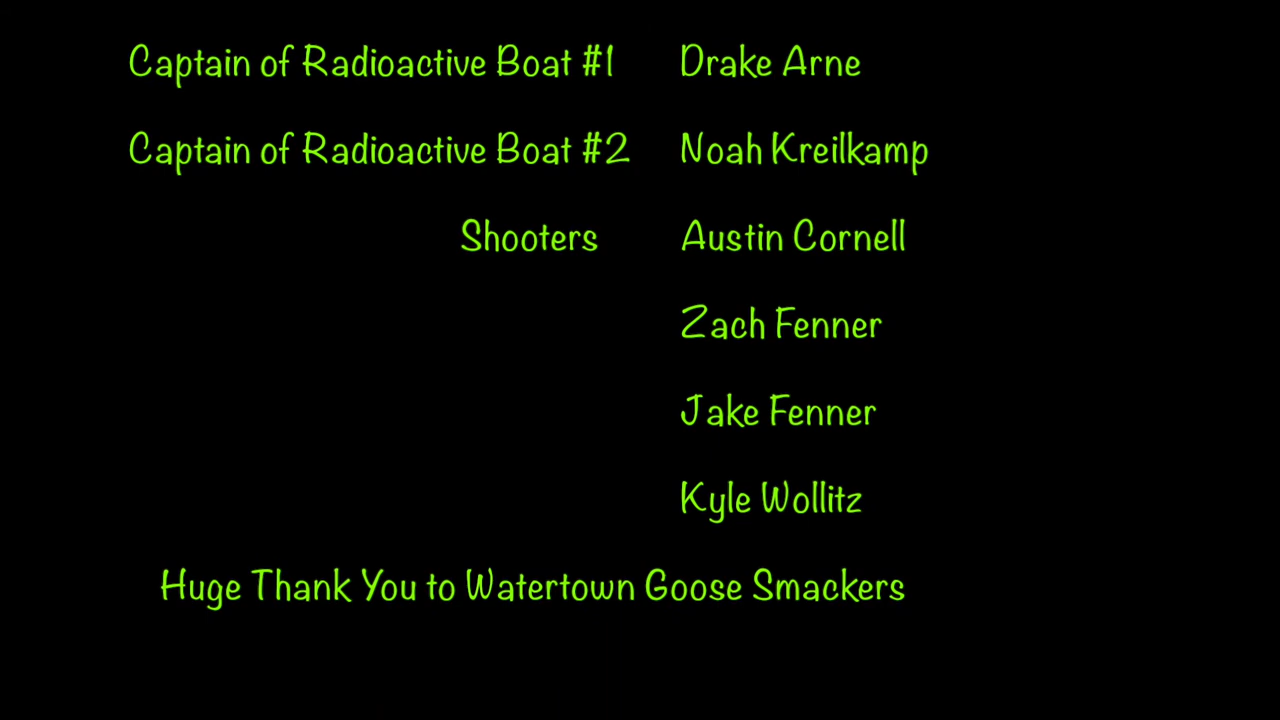 Captain of Radioactive Boat #1 Drake Arne
Captain of Radioactive Boat #2 Noah Kreilkamp
Shooters Austin Cornell
Zach Fenner
Jake Fenner
Kyle Wollitz
Huge Thank You to Watertown Goose Smackers